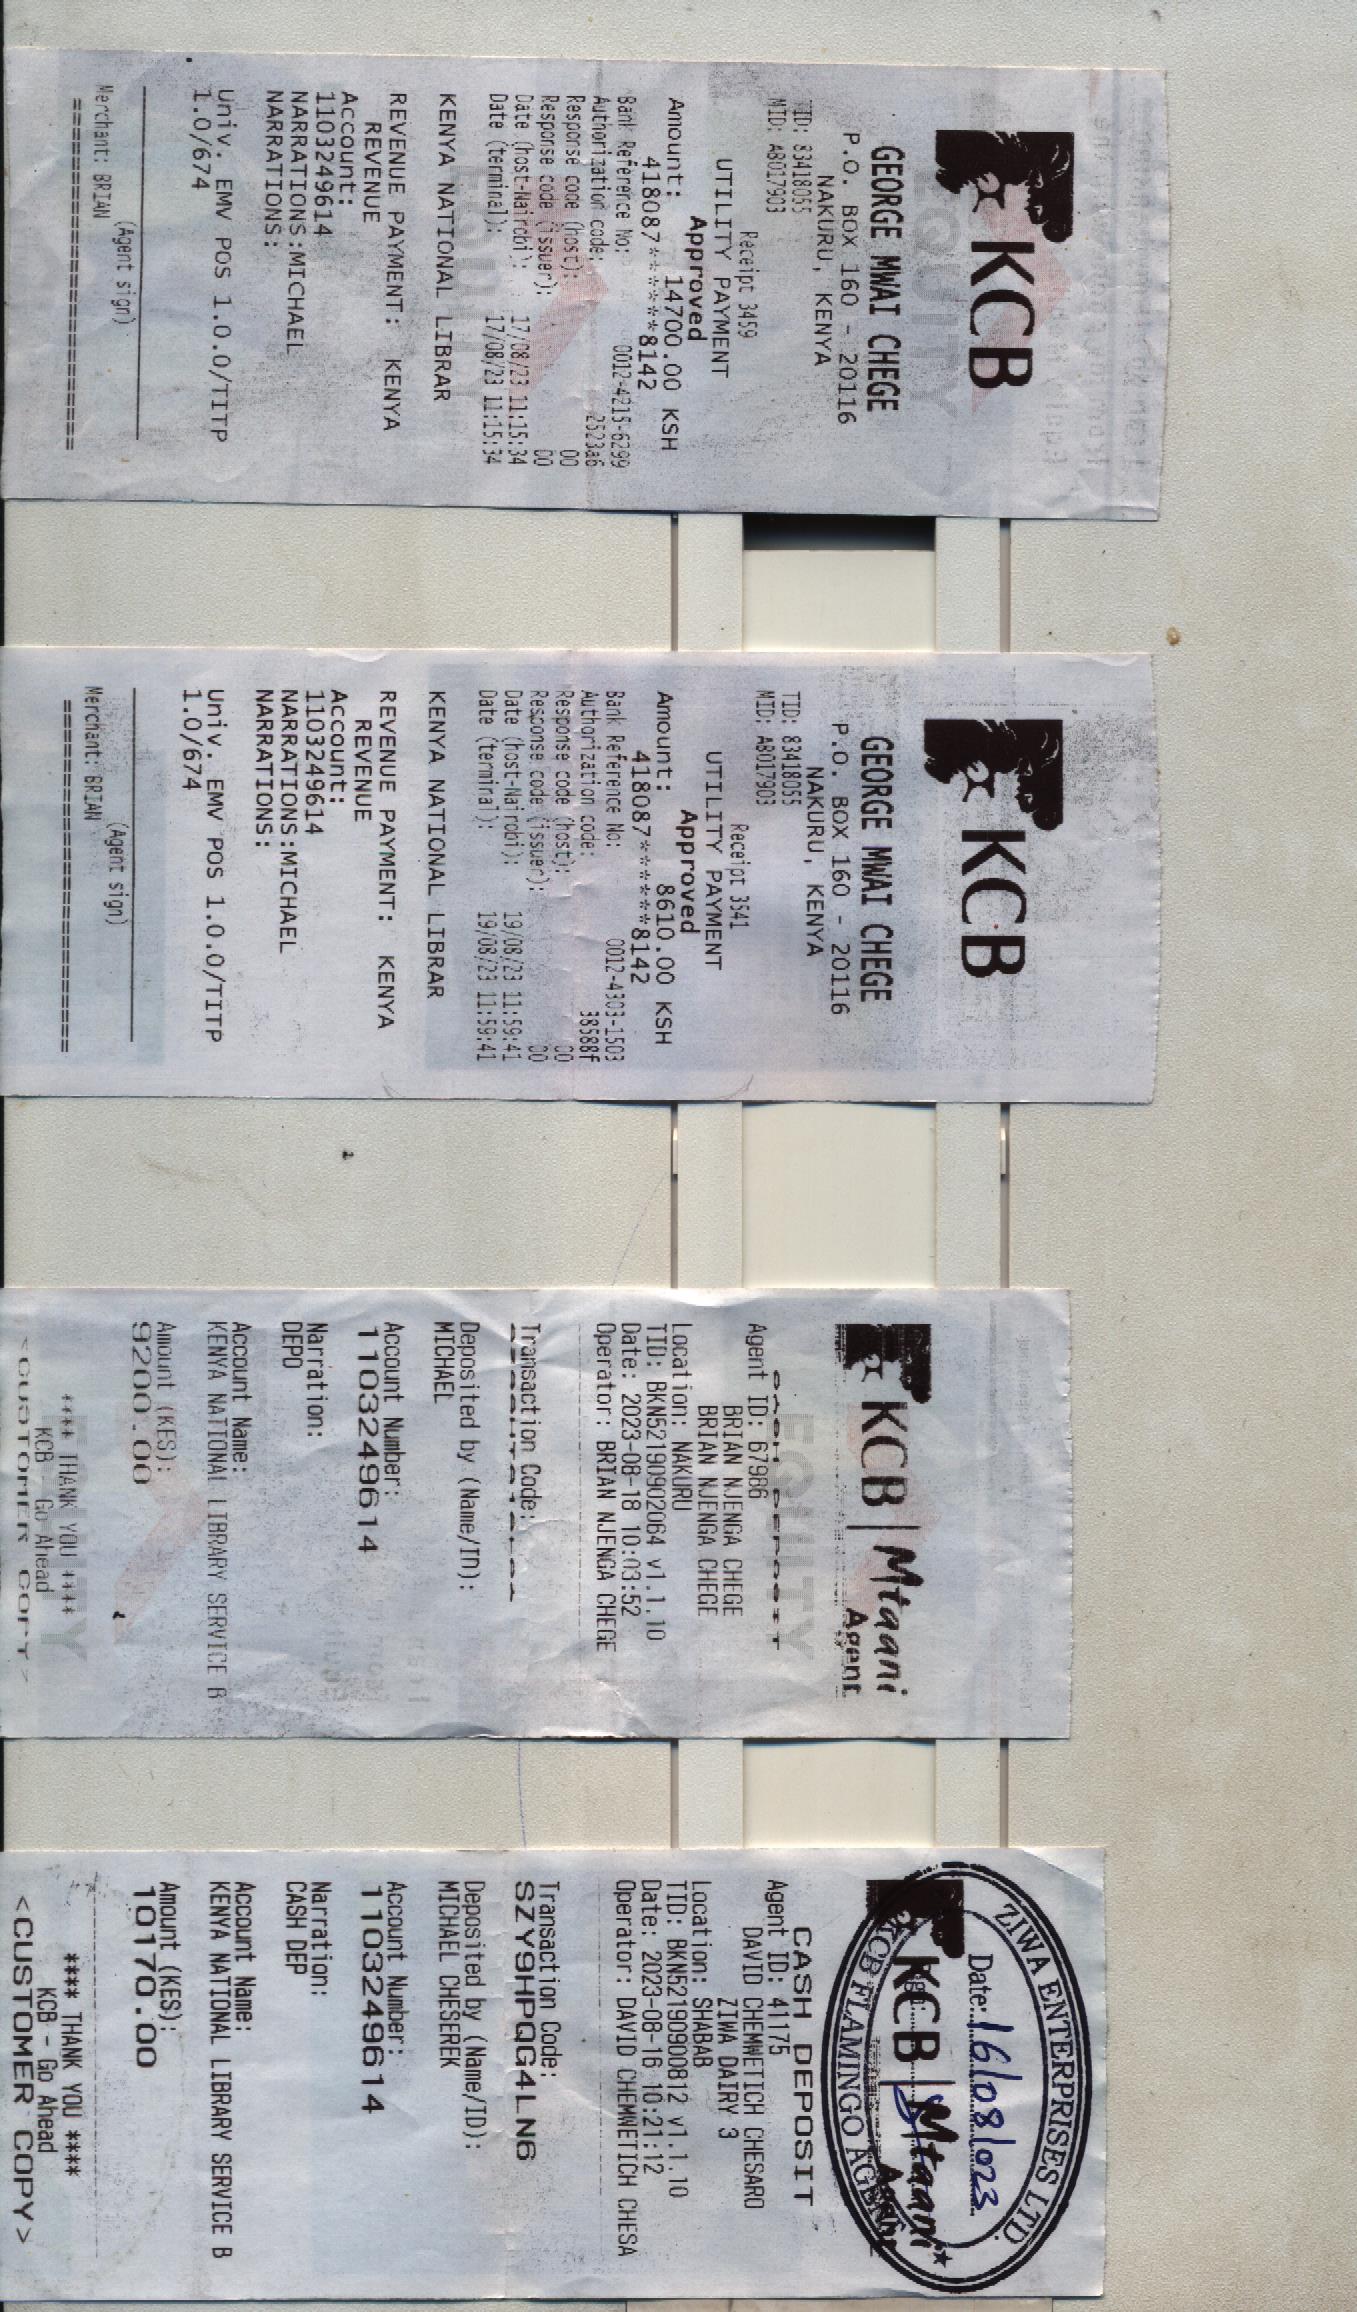 KCB
GEORGE MWAI CHEGE
P.O. BOX 160 - 20116
NAKURU, KENYA
TID: 83418055
MID: AB017903
Receipt 3459
UTILITY PAYMENT
Approved
Amount: 14700.00 KSH
418087******8142
Bank Reference No: 0012-4215-6299
Authorization code: 2523a6
Response code (host): 00
Response code (issuer): 00
Date (host-Nairobi): 17/08/23 11:15:34
Date (terminal): 17/08/23 11:15:34
KENYA NATIONAL LIBRAR
REVENUE PAYMENT: KENYA
REVENUE
Account:
1103249614
NARRATIONS:MICHAEL
NARRATIONS:
Univ. EMV POS 1.0.0/TITP
1.0/674
(Agent sign)
Merchant: BRIAN
==========================
KCB
GEORGE MWAI CHEGE
P.O. BOX 160 - 20116
NAKURU, KENYA
TID: 83418055
MID: AB017903
Receipt 3541
UTILITY PAYMENT
Approved
Amount: 8610.00 KSH
418087******8142
Bank Reference No: 0012-4303-1503
Authorization code: 38588f
Response code (host): 00
Response code (issuer): 00
Date (host-Nairobi): 19/08/23 11:59:41
Date (terminal): 19/08/23 11:59:41
KENYA NATIONAL LIBRAR
REVENUE PAYMENT: KENYA
REVENUE
Account:
1103249614
NARRATIONS:MICHAEL
NARRATIONS:
Univ. EMV POS 1.0.0/TITP
1.0/674
(Agent sign)
Merchant: BRIAN
==========================
KCB | Mtaani
Agent
CASH DEPOSIT
Agent ID: 67986
BRIAN NJENGA CHEGE
BRIAN NJENGA CHEGE
Location: NAKURU
TID: BKN52190902064 v1.1.10
Date: 2023-08-18 10:03:52
Operator: BRIAN NJENGA CHEGE
Transaction Code:
Deposited by (Name/ID):
MICHAEL
Account Number:
1103249614
Narration:
DEPO
Account Name:
KENYA NATIONAL LIBRARY SERVICE B
Amount (KES):
9200.00
**** THANK YOU ****
KCB - Go Ahead
<CUSTOMER COPY>
ZIWA ENTERPRISES LTD.
Date: 16/08/023
KCB | Mtaani
Agent
KCB FLAMINGO AGENT
CASH DEPOSIT
Agent ID: 41175
DAVID CHEMWETICH CHESARO
ZIWA DAIRY 3
Location: SHABAB
TID: BKN52190900812 v1.1.10
Date: 2023-08-16 10:21:12
Operator: DAVID CHEMWETICH CHESA
Transaction Code:
SZY9HPQG4LN6
Deposited by (Name/ID):
MICHAEL CHESEREK
Account Number:
1103249614
Narration:
CASH DEP
Account Name:
KENYA NATIONAL LIBRARY SERVICE B
Amount (KES):
10170.00
**** THANK YOU ****
KCB - Go Ahead
<CUSTOMER COPY>